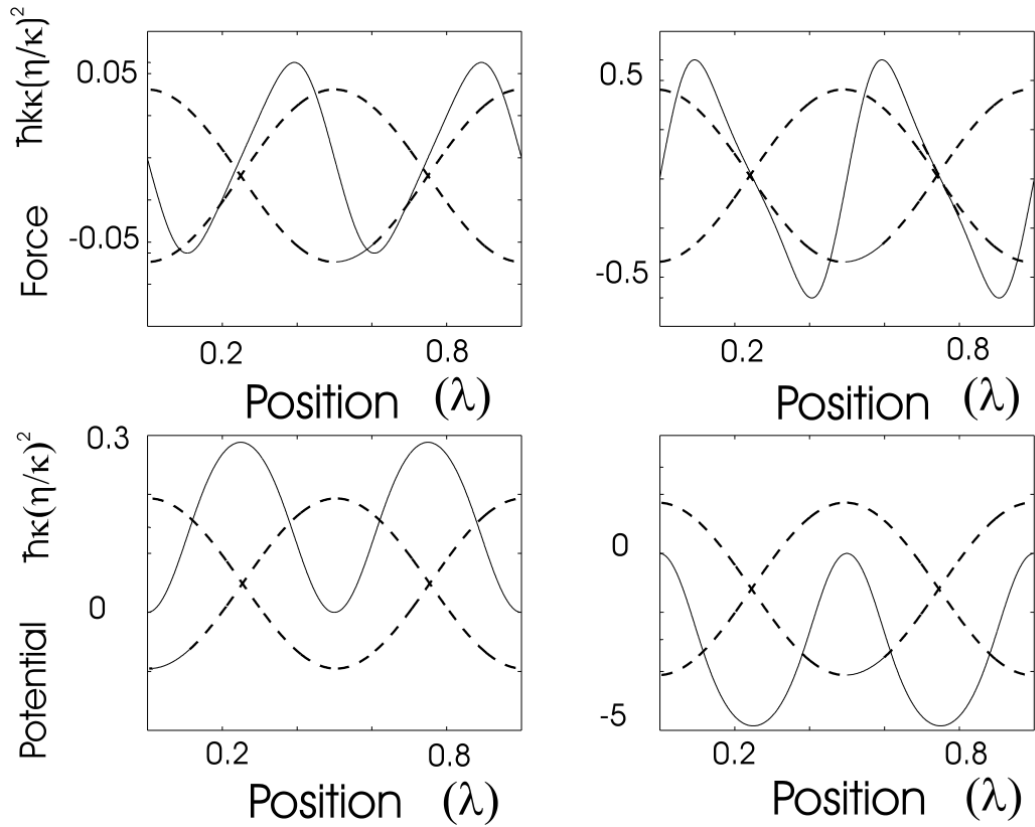 ħkκ(η/κ)²
Force
0.05
-0.05
0.2
0.8
Position (λ)
0.5
-0.5
0.2
0.8
Position (λ)
ħκ(η/κ)²
Potential
0.3
0
0.2
0.8
Position (λ)
0
-5
0.2
0.8
Position (λ)